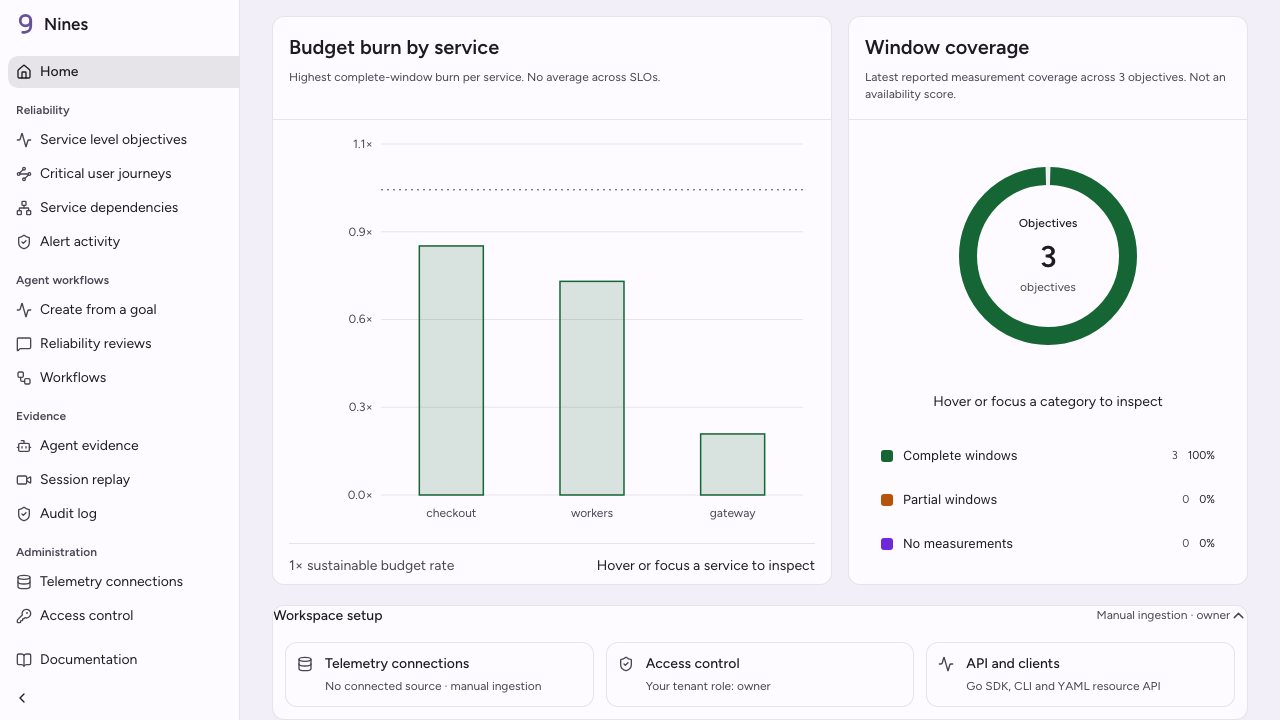 Nines
Home
Reliability
Service level objectives
Critical user journeys
Service dependencies
Alert activity
Agent workflows
Create from a goal
Reliability reviews
Workflows
Evidence
Agent evidence
Session replay
Audit log
Administration
Telemetry connections
Access control
Documentation
Budget burn by service
Highest complete-window burn per service. No average across SLOs.
1.1×
0.9×
0.6×
0.3×
0.0×
checkout workers gateway
1× sustainable budget rate Hover or focus a service to inspect
Window coverage
Latest reported measurement coverage across 3 objectives. Not an
availability score.
Objectives
3
objectives
Hover or focus a category to inspect
Complete windows 3 100%
Partial windows 0 0%
No measurements 0 0%
Workspace setup Manual ingestion · owner
Telemetry connections
No connected source · manual ingestion
Access control
Your tenant role: owner
API and clients
Go SDK, CLI and YAML resource API